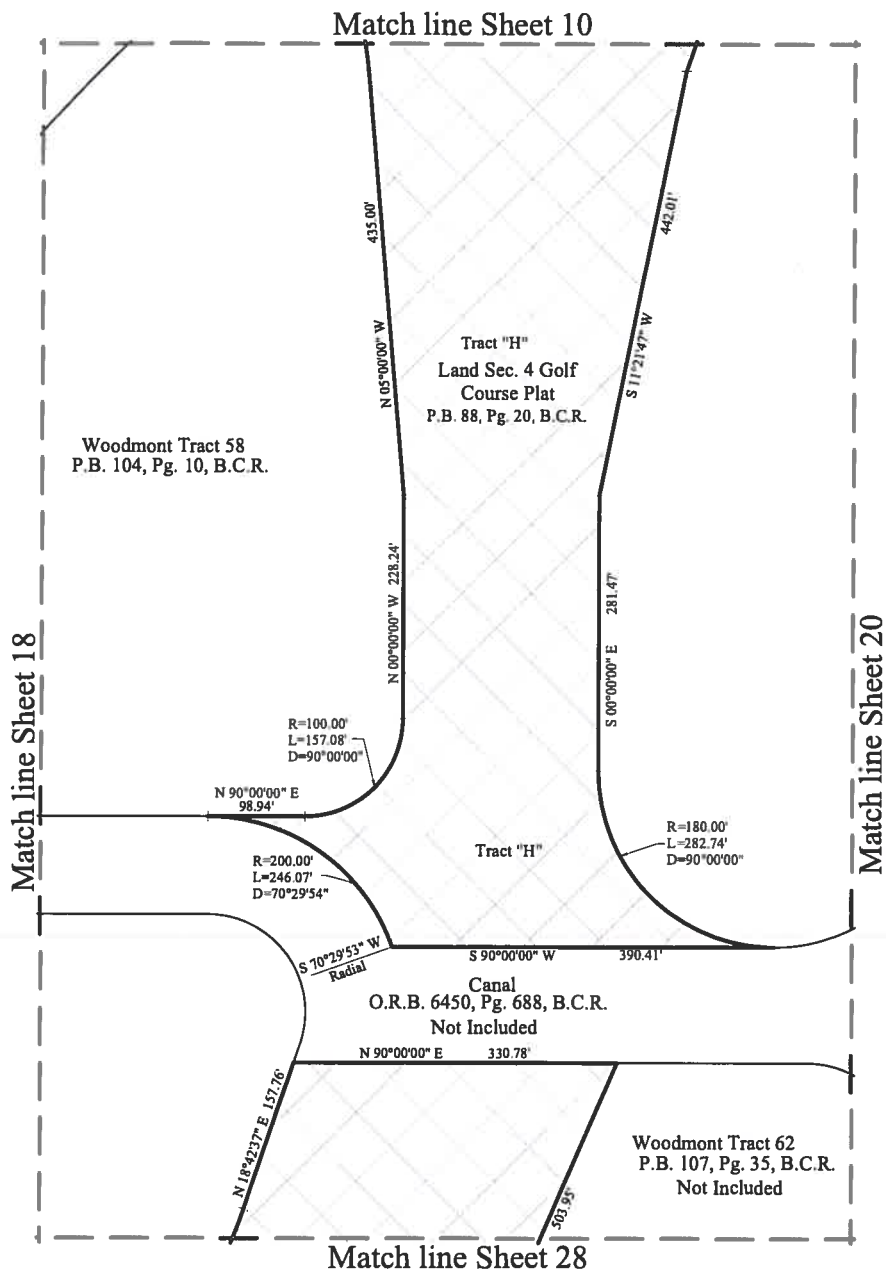 Match line Sheet 10
435.00'
N 05°00'00" W
442.01'
S 11°21'47" W
Tract "H"
Land Sec. 4 Golf
Course Plat
P.B. 88, Pg. 20, B.C.R.
Woodmont Tract 58
P.B. 104, Pg. 10, B.C.R.
N 00°00'00" W 228.24'
S 00°00'00" E 281.47'
Match line Sheet 18
Match line Sheet 20
R=100.00'
L=157.08'
D=90°00'00"
N 90°00'00" E
98.94'
R=200.00'
L=246.07'
D=70°29'54"
Tract "H"
R=180.00'
L=282.74'
D=90°00'00"
S 70°29'53" W
Radial
S 90°00'00" W 390.41'
Canal
O.R.B. 6450, Pg. 688, B.C.R.
Not Included
N 90°00'00" E 330.78'
N 18°42'37" E 157.76'
503.95'
Woodmont Tract 62
P.B. 107, Pg. 35, B.C.R.
Not Included
Match line Sheet 28